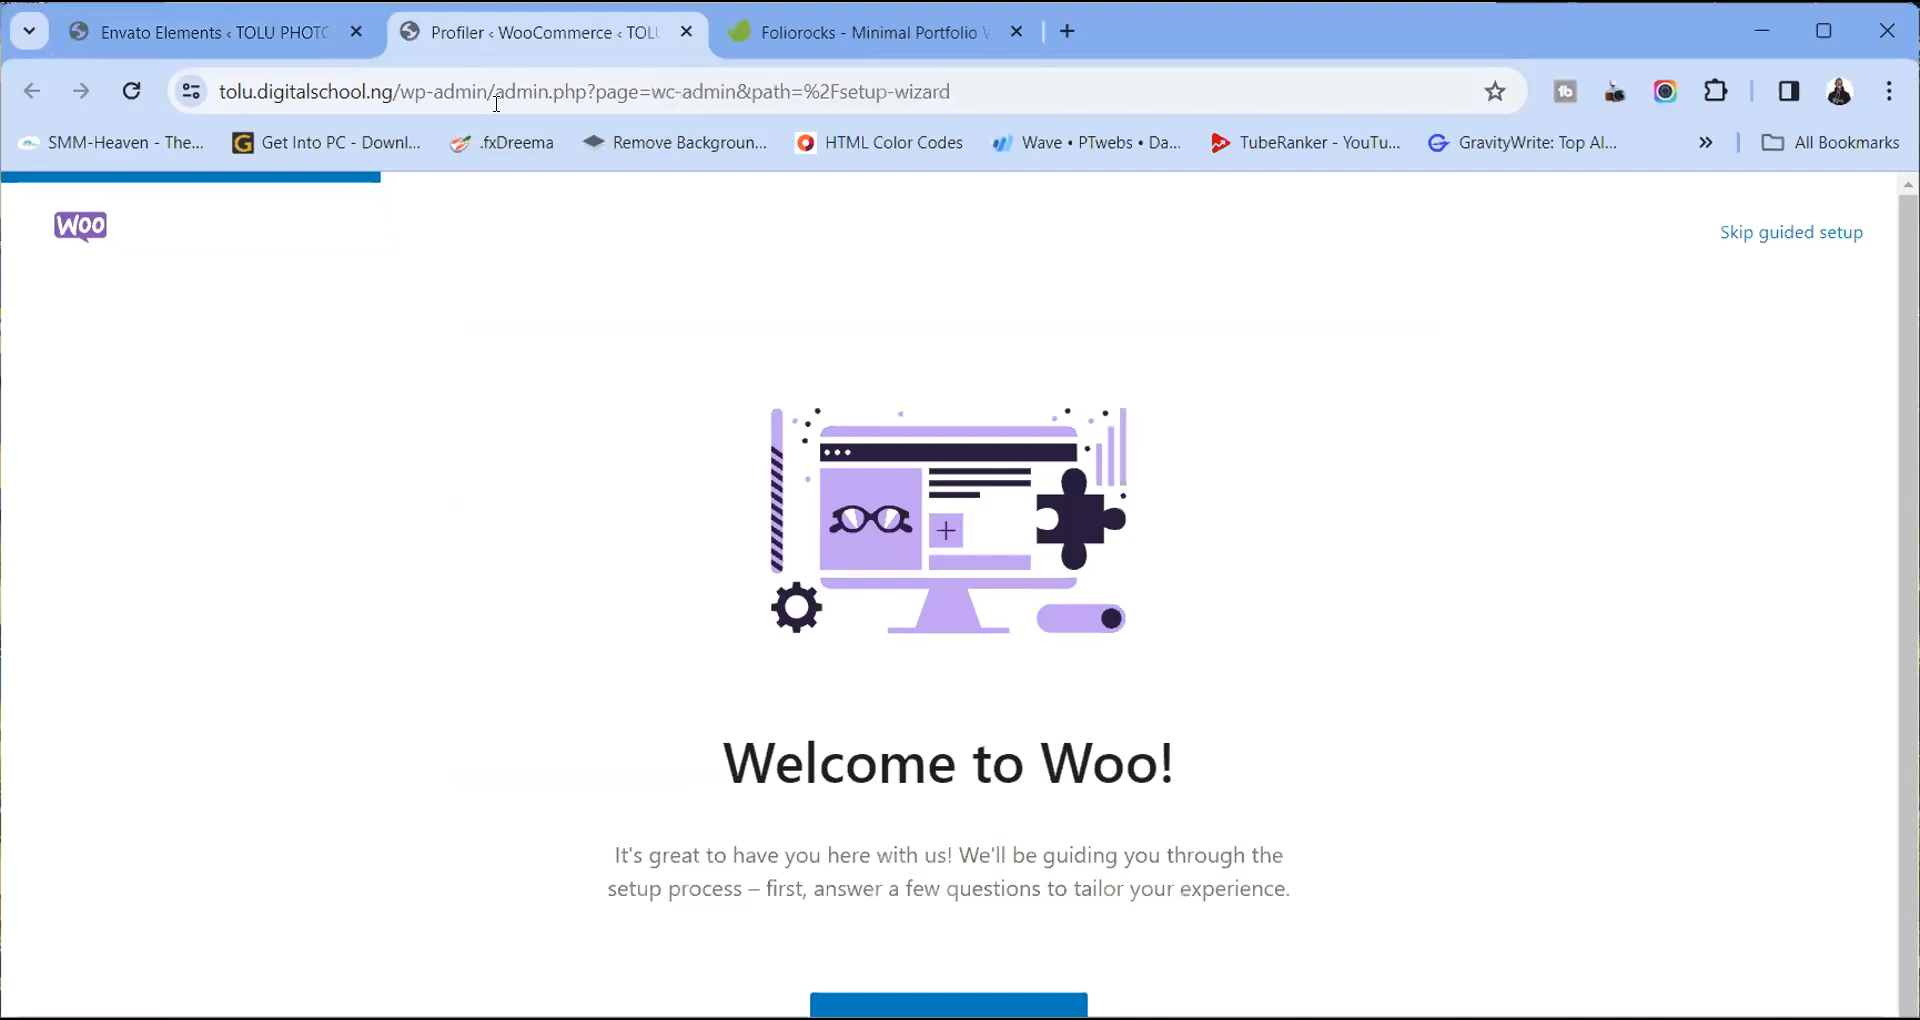 Envato Elements ‹ TOLU PHOTO
Profiler ‹ WooCommerce ‹ TOLU
Foliorocks - Minimal Portfolio
tolu.digitalschool.ng/wp-admin/admin.php?page=wc-admin&path=%2Fsetup-wizard
SMM-Heaven - The...
Get Into PC - Downl...
.fxDreema
Remove Backgroun...
HTML Color Codes
Wave • PTwebs • Da...
TubeRanker - YouTu...
GravityWrite: Top AI...
All Bookmarks
Woo
Skip guided setup
Welcome to Woo!
It's great to have you here with us! We'll be guiding you through the
setup process – first, answer a few questions to tailor your experience.